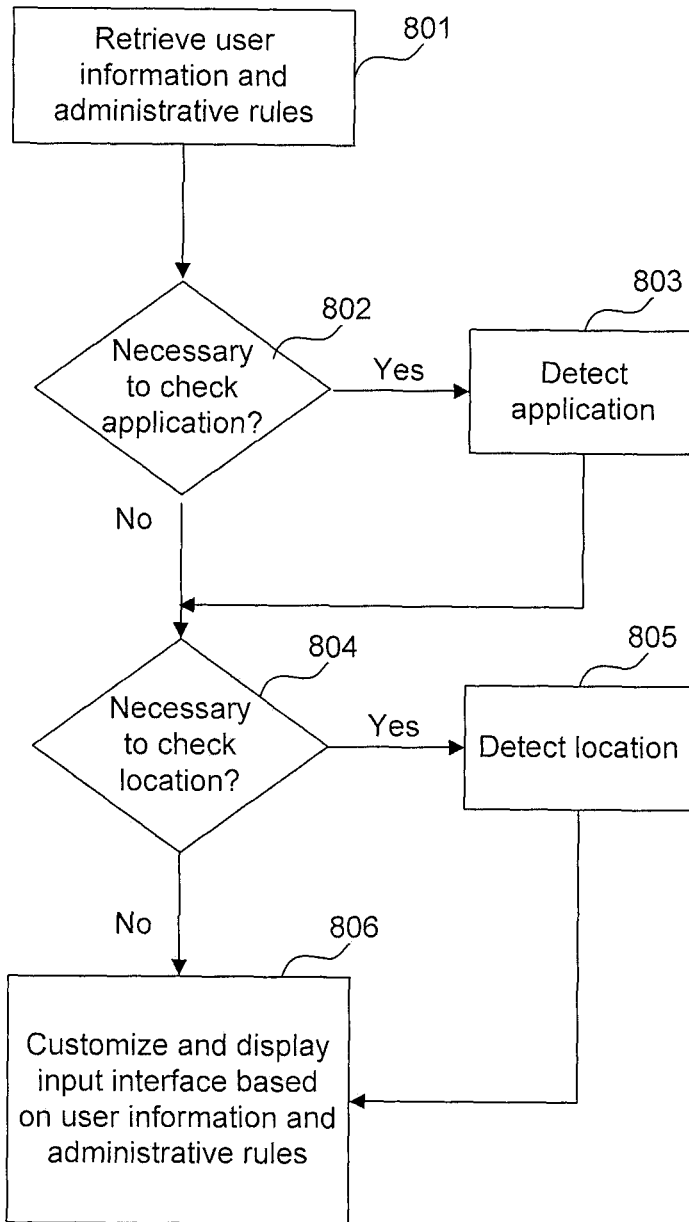 Retrieve user
information and
administrative rules
801
802
Necessary
to check
application?
Yes
803
Detect
application
No
804
Necessary
to check
location?
Yes
805
Detect location
No
806
Customize and display
input interface based
on user information and
administrative rules